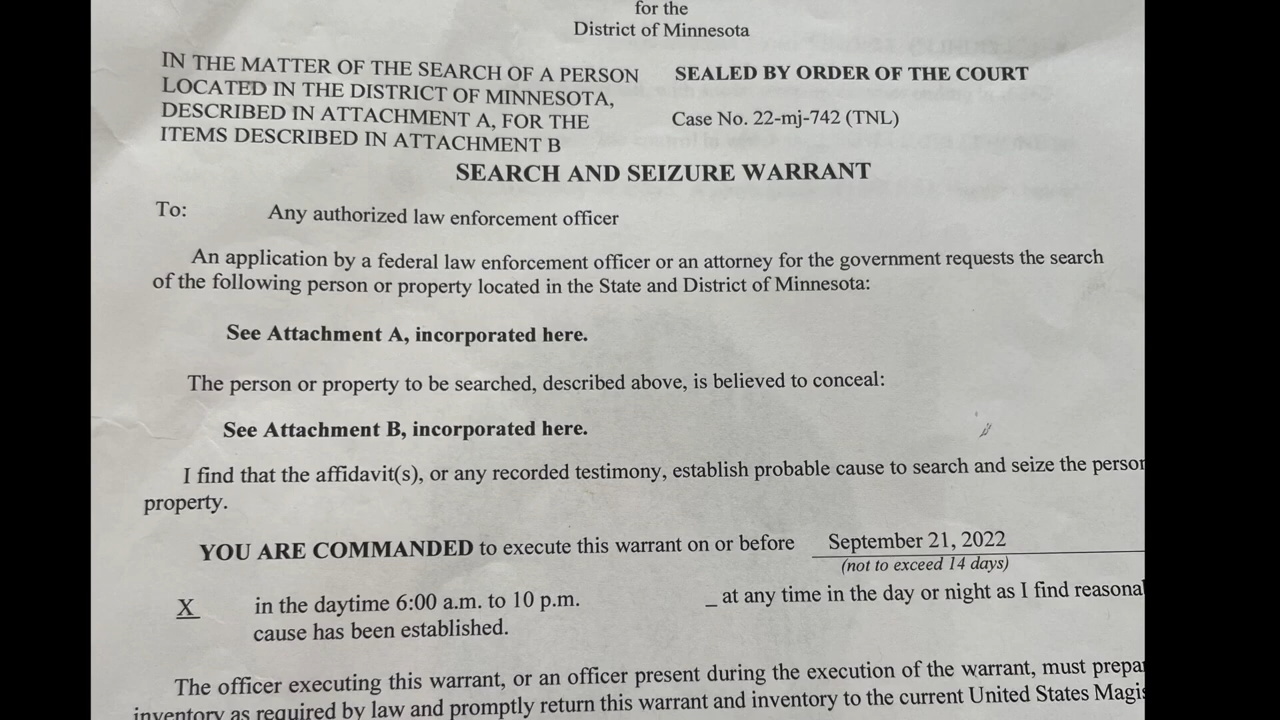 for the
District of Minnesota
IN THE MATTER OF THE SEARCH OF A PERSON
LOCATED IN THE DISTRICT OF MINNESOTA,
DESCRIBED IN ATTACHMENT A, FOR THE
ITEMS DESCRIBED IN ATTACHMENT B
SEALED BY ORDER OF THE COURT
Case No. 22-mj-742 (TNL)
SEARCH AND SEIZURE WARRANT
To: Any authorized law enforcement officer
An application by a federal law enforcement officer or an attorney for the government requests the search
of the following person or property located in the State and District of Minnesota:
See Attachment A, incorporated here.
The person or property to be searched, described above, is believed to conceal:
See Attachment B, incorporated here.
I find that the affidavit(s), or any recorded testimony, establish probable cause to search and seize the person
property.
YOU ARE COMMANDED to execute this warrant on or before September 21, 2022
(not to exceed 14 days)
X in the daytime 6:00 a.m. to 10 p.m. _ at any time in the day or night as I find reasona
cause has been established.
The officer executing this warrant, or an officer present during the execution of the warrant, must prepar
inventory as required by law and promptly return this warrant and inventory to the current United States Magis